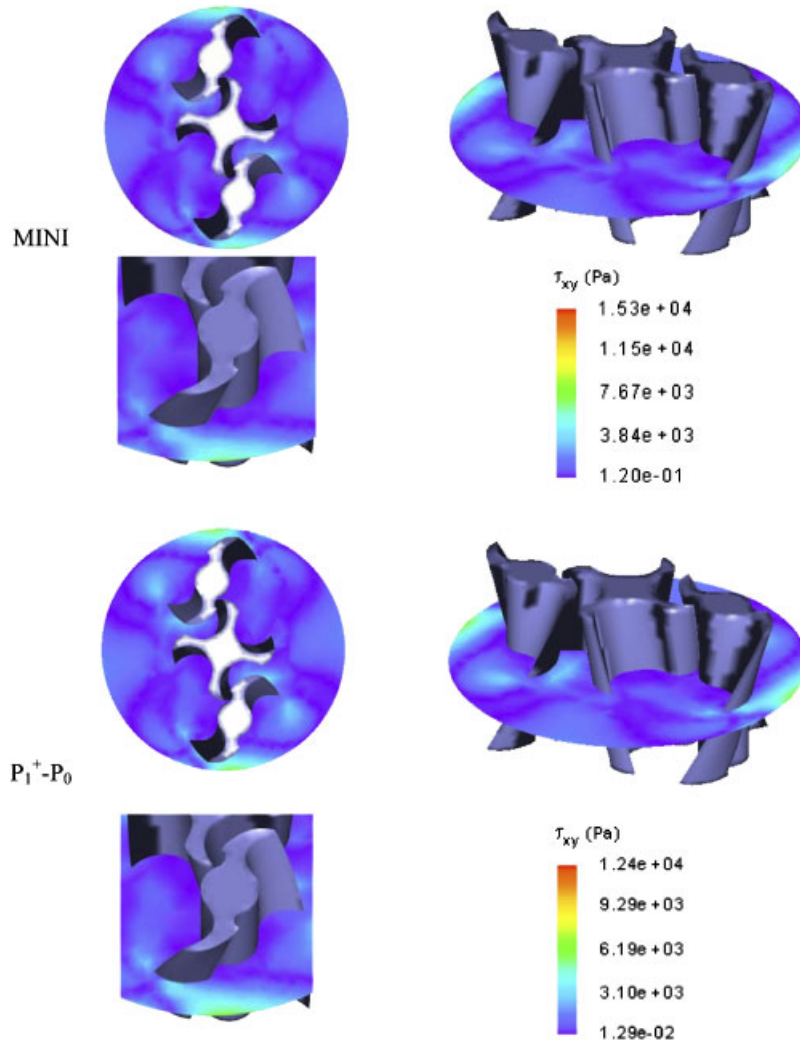 MINI
τxy (Pa)
1.53e+04
1.15e+04
7.67e+03
3.84e+03
1.20e-01
P1+-P0
τxy (Pa)
1.24e+04
9.29e+03
6.19e+03
3.10e+03
1.29e-02